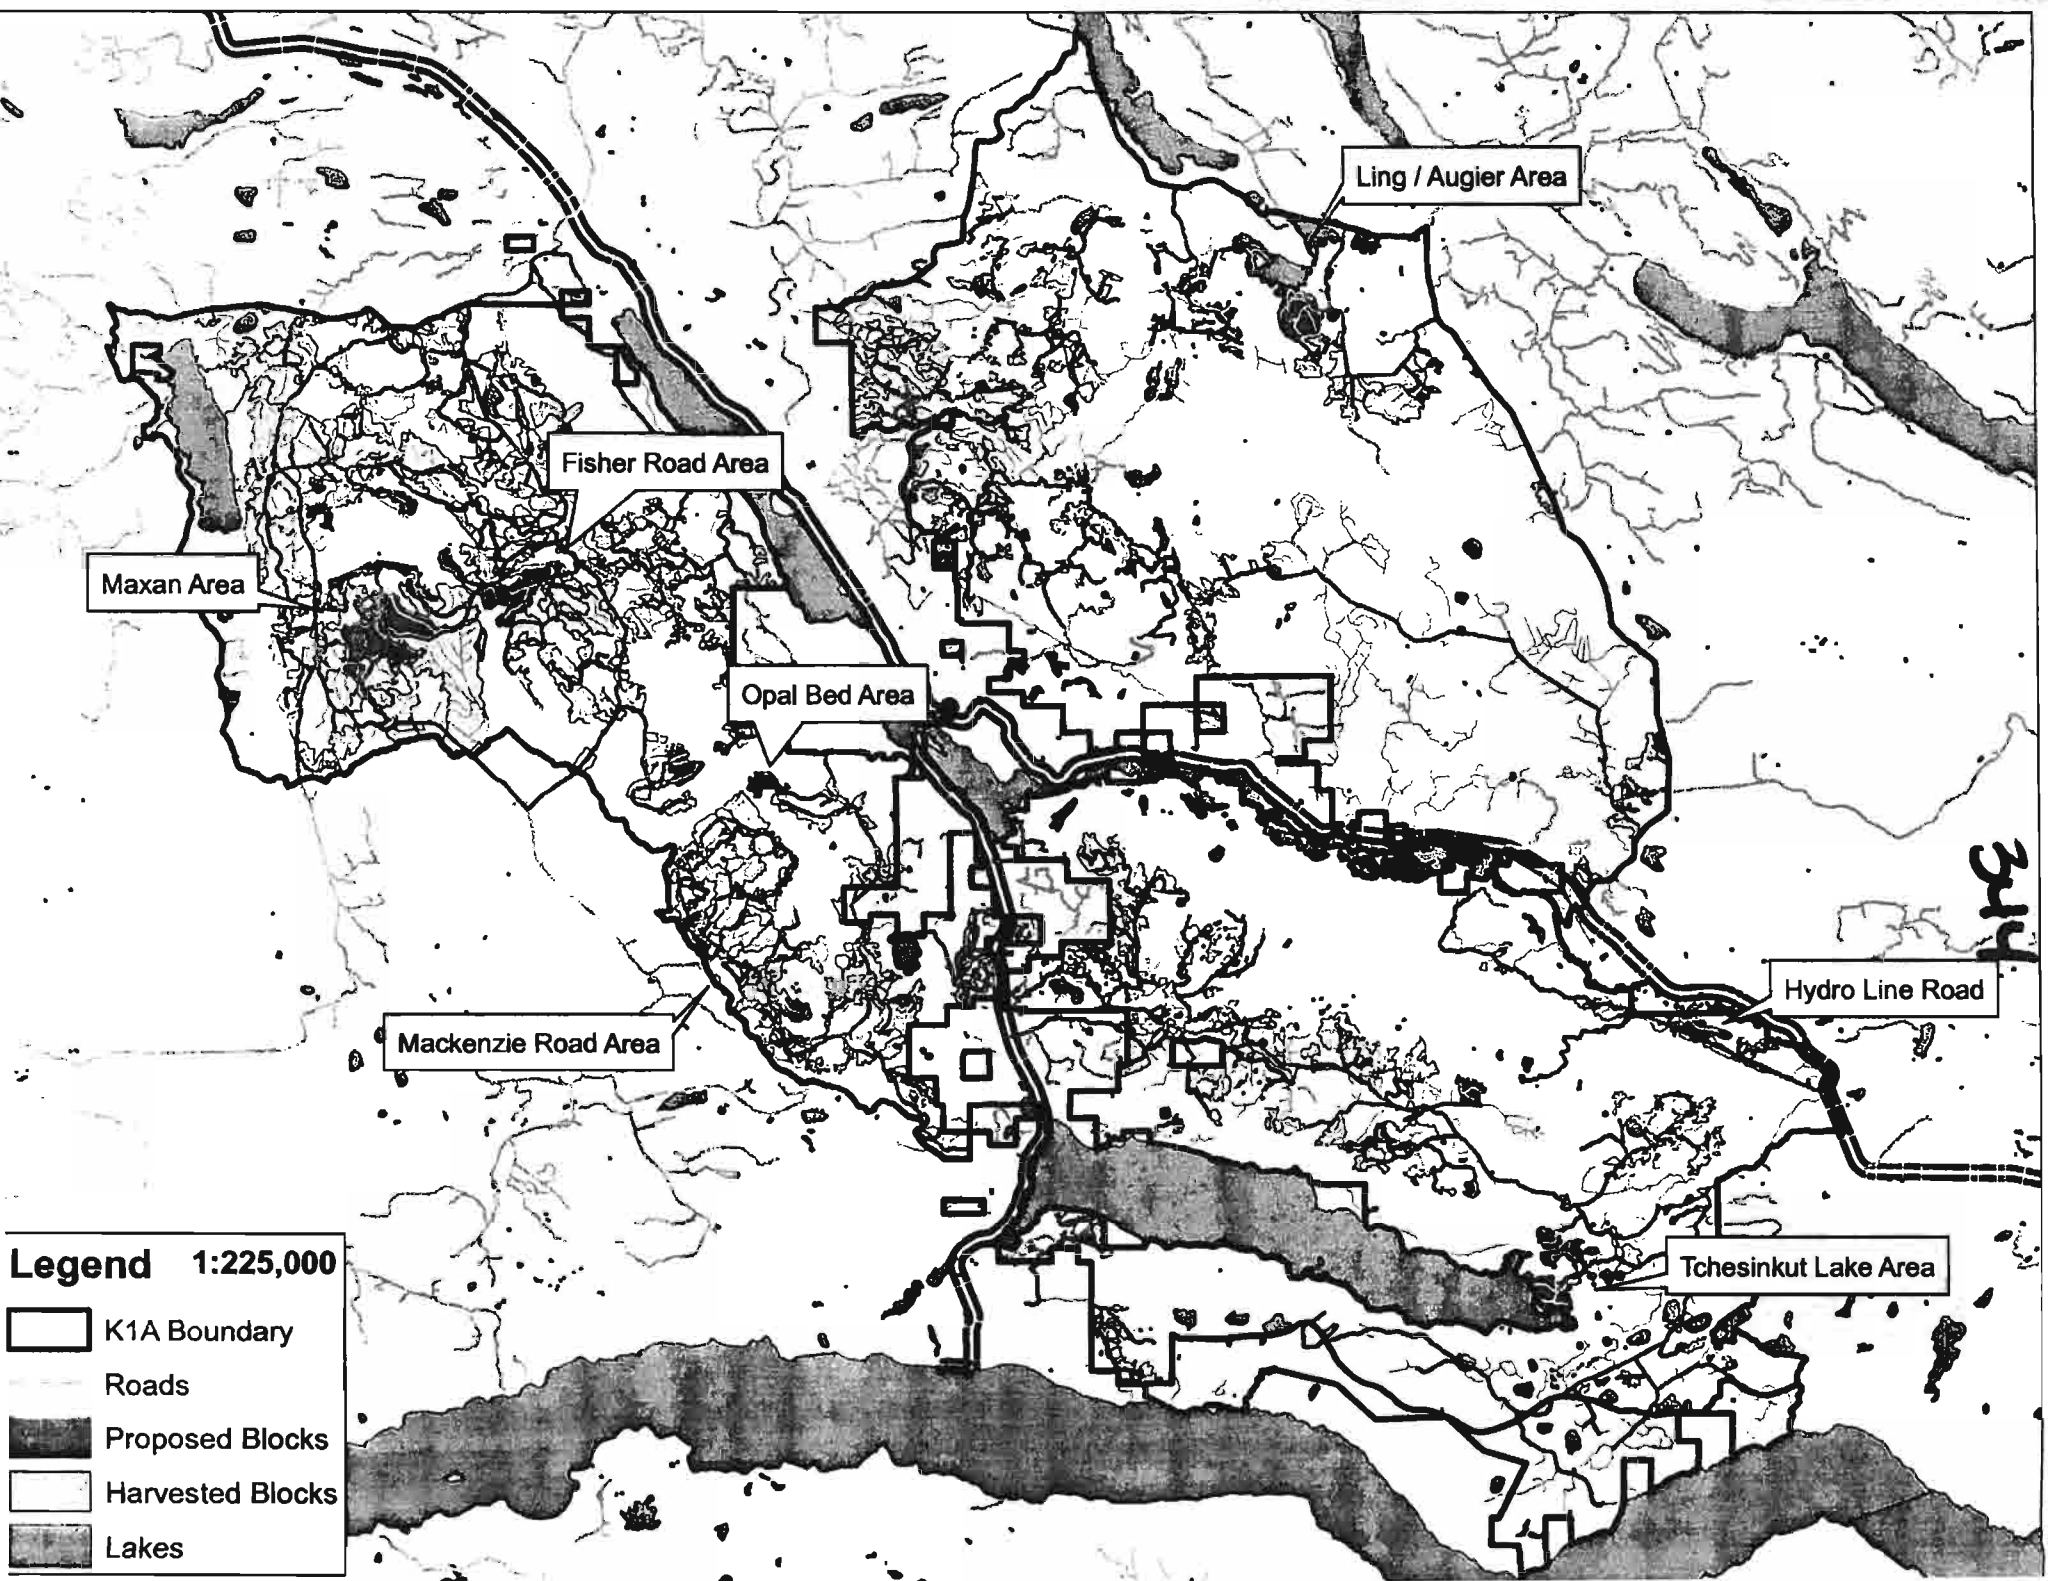 Ling / Augier Area
Fisher Road Area
Maxan Area
Opal Bed Area
344
Hydro Line Road
Mackenzie Road Area
Tchesinkut Lake Area
Legend 1:225,000
K1A Boundary
Roads
Proposed Blocks
Harvested Blocks
Lakes